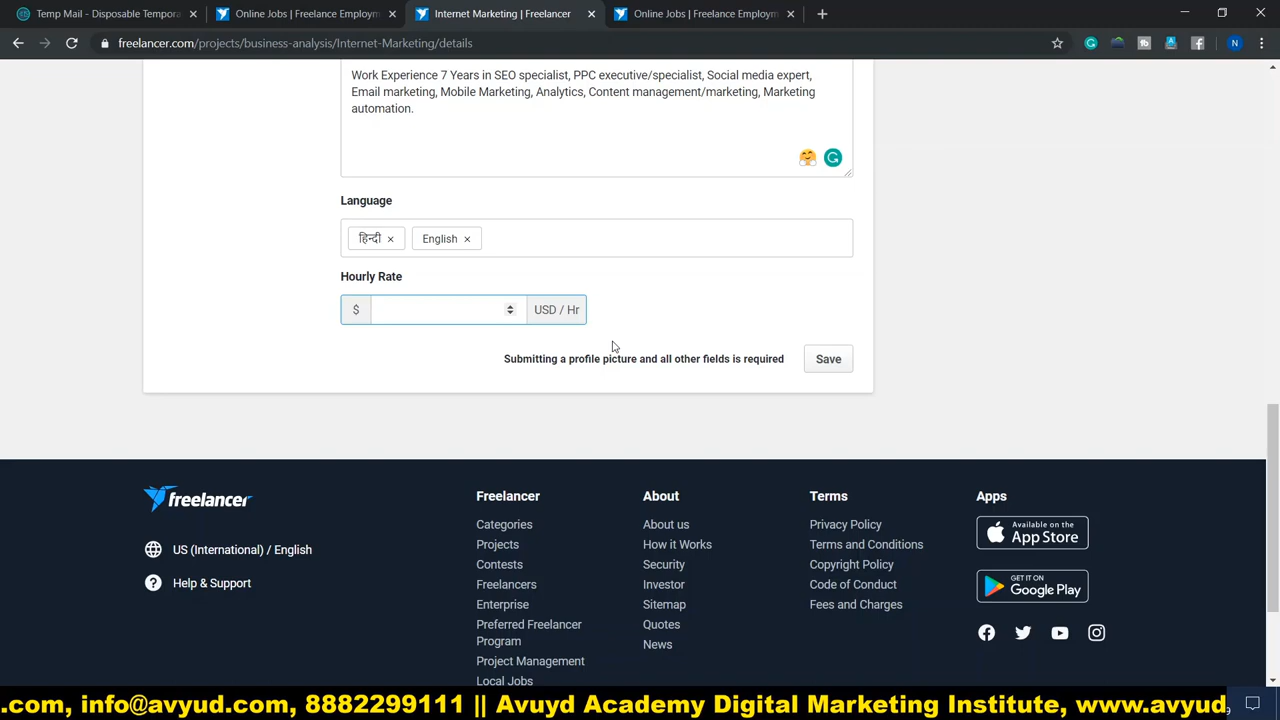 Temp Mail - Disposable Tempora
Online Jobs | Freelance Employm
Internet Marketing | Freelancer
Online Jobs | Freelance Employm
freelancer.com/projects/business-analysis/Internet-Marketing/details
N
Work Experience 7 Years in SEO specialist, PPC executive/specialist, Social media expert,
Email marketing, Mobile Marketing, Analytics, Content management/marketing, Marketing
automation.
Language
हिन्दी × English ×
Hourly Rate
$ USD / Hr
Submitting a profile picture and all other fields is required Save
freelancer
US (International) / English
Help & Support
Freelancer
Categories
Projects
Contests
Freelancers
Enterprise
Preferred Freelancer
Program
Project Management
Local Jobs
About
About us
How it Works
Security
Investor
Sitemap
Quotes
News
Terms
Privacy Policy
Terms and Conditions
Copyright Policy
Code of Conduct
Fees and Charges
Apps
Available on the
App Store
GET IT ON
Google Play
.com, info@avyud.com, 8882299111 || Avuyd Academy Digital Marketing Institute, www.avyud